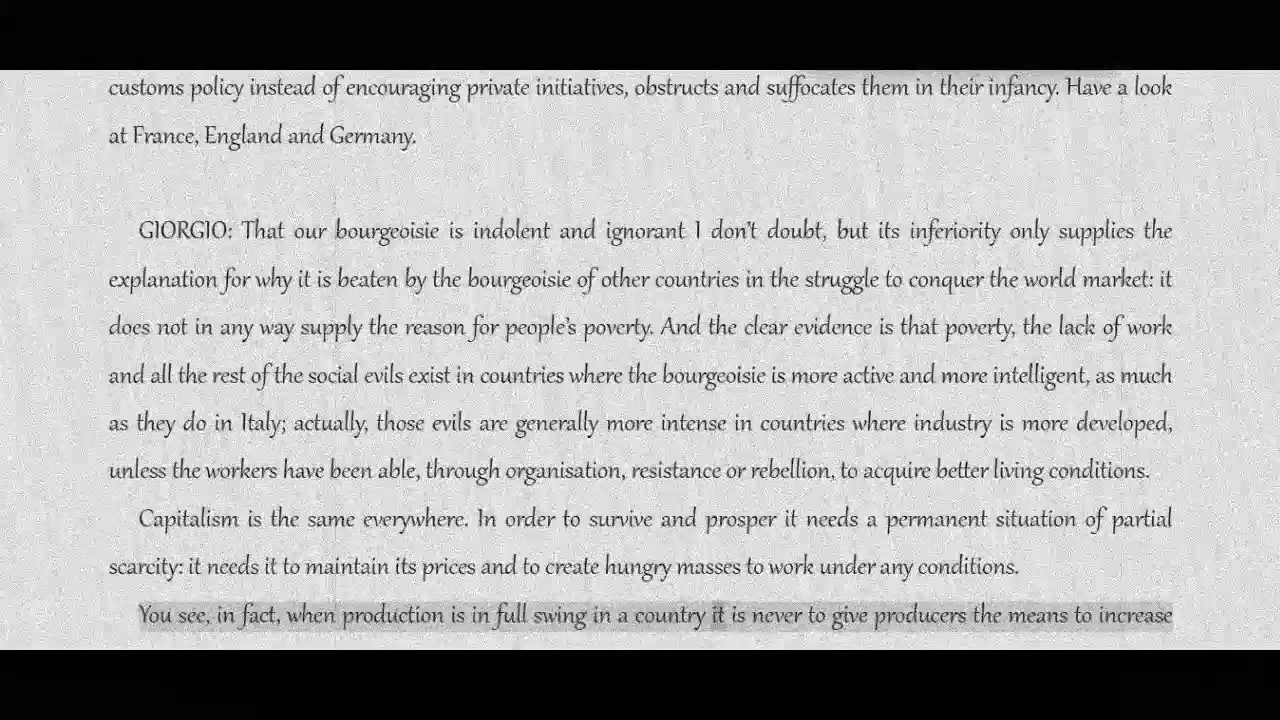 customs policy instead of encouraging private initiatives, obstructs and suffocates them in their infancy. Have a look
at France, England and Germany.
GIORGIO: That our bourgeoisie is indolent and ignorant I don't doubt, but its inferiority only supplies the
explanation for why it is beaten by the bourgeoisie of other countries in the struggle to conquer the world market: it
does not in any way supply the reason for people's poverty. And the clear evidence is that poverty, the lack of work
and all the rest of the social evils exist in countries where the bourgeoisie is more active and more intelligent, as much
as they do in Italy; actually, those evils are generally more intense in countries where industry is more developed,
unless the workers have been able, through organisation, resistance or rebellion, to acquire better living conditions.
Capitalism is the same everywhere. In order to survive and prosper it needs a permanent situation of partial
scarcity: it needs it to maintain its prices and to create hungry masses to work under any conditions.
You see, in fact, when production is in full swing in a country it is never to give producers the means to increase